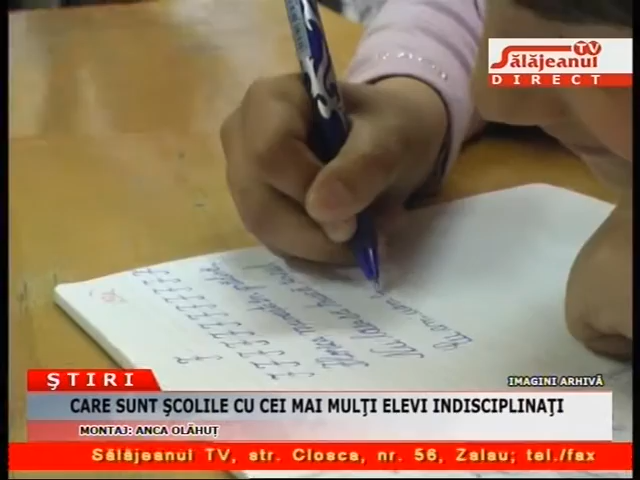 TV
Sălăjeanul
DIRECT
ŞTIRI
IMAGINI ARHIVĂ
CARE SUNT ŞCOLILE CU CEI MAI MULŢI ELEVI INDISCIPLINAŢI
MONTAJ: ANCA OLĂHUŢ
Sălăjeanul TV, str. Closca, nr. 56, Zalau; tel./fax